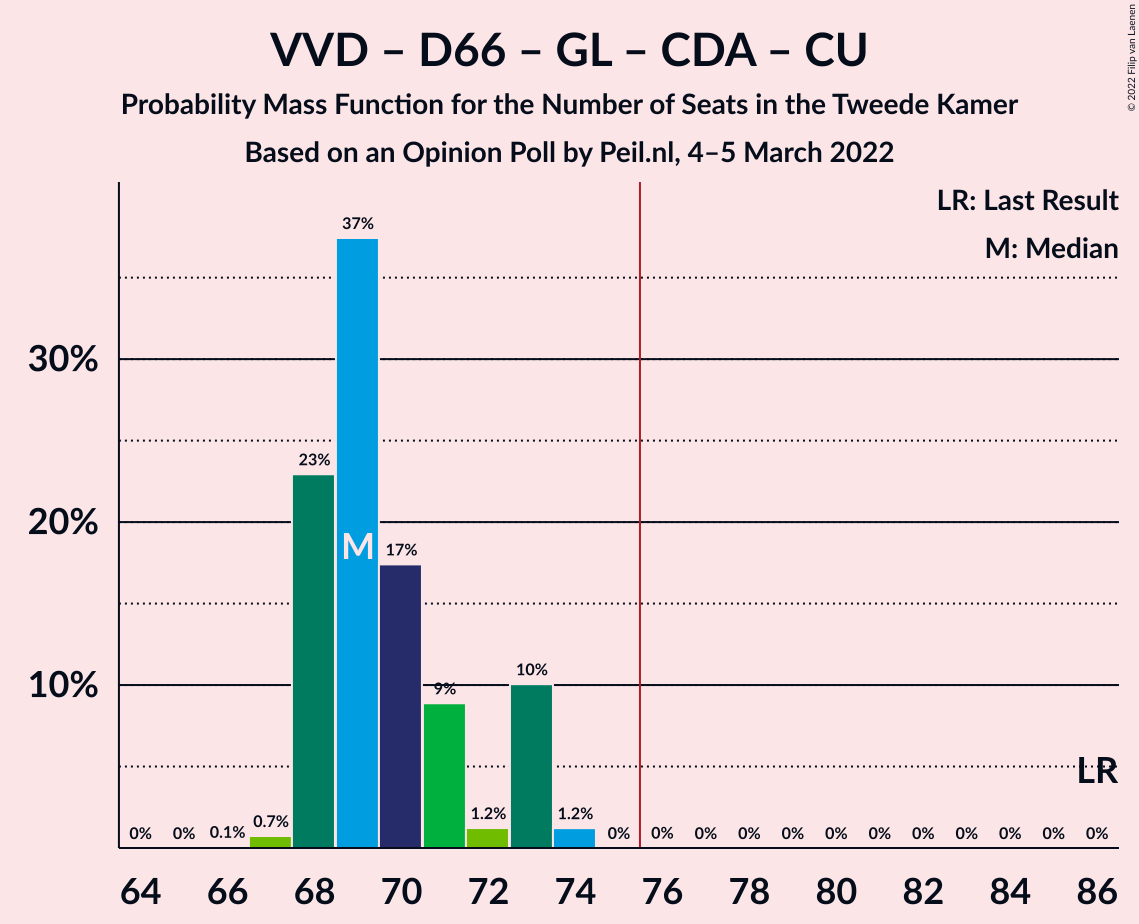 VVD – D66 – GL – CDA – CU
Probability Mass Function for the Number of Seats in the Tweede Kamer
Based on an Opinion Poll by Peil.nl, 4–5 March 2022
© 2022 Filip van Laenen
LR: Last Result
M: Median
37%
30%
23%
20%
M
17%
10%
10%
9%
LR
0% 0% 0.1% 0.7% 1.2% 1.2% 0% 0% 0% 0% 0% 0% 0% 0% 0% 0% 0% 0%
64 66 68 70 72 74 76 78 80 82 84 86